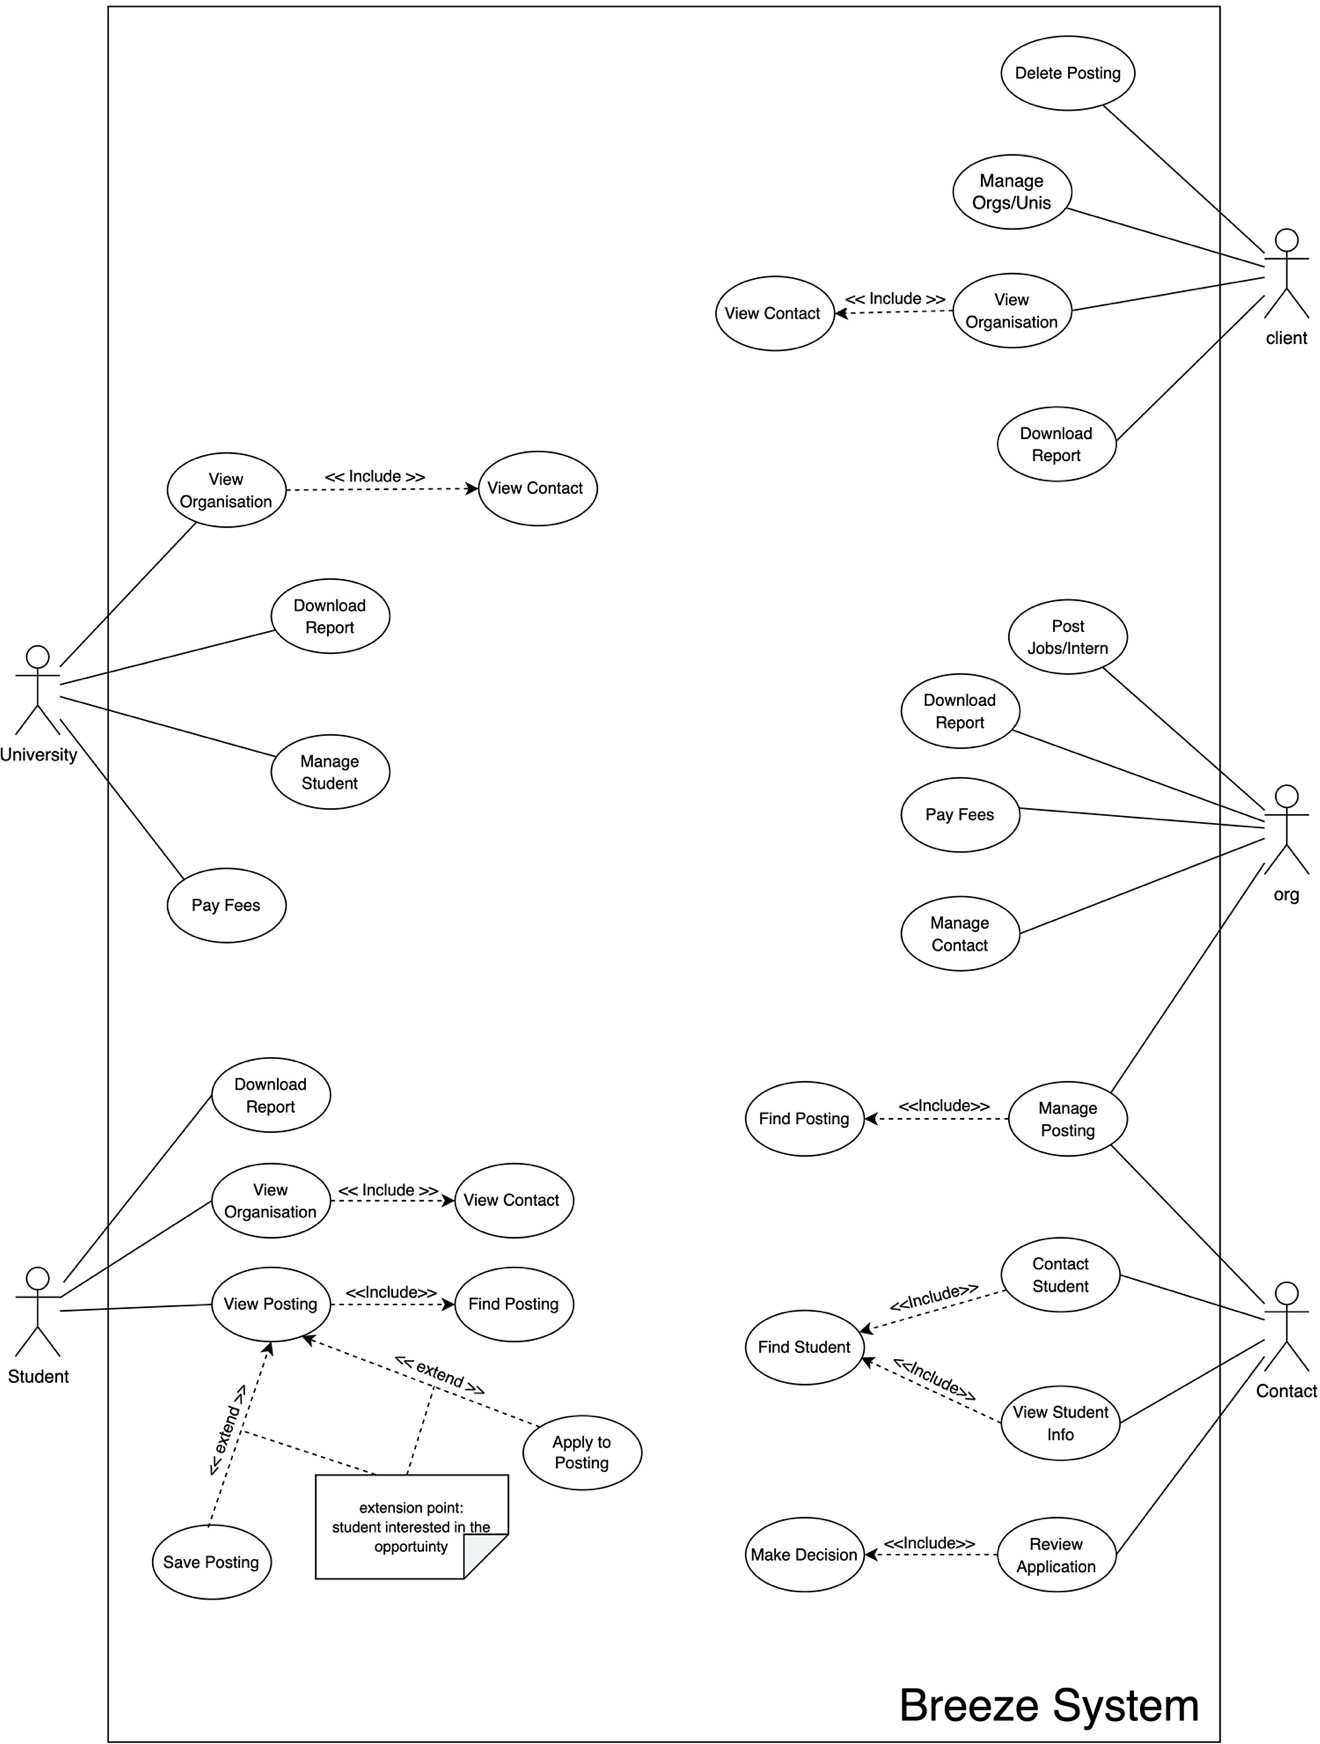 Delete Posting
Manage
Orgs/Unis
View Contact
<< Include >>
View
Organisation
client
Download
Report
View
Organisation
<< Include >>
View Contact
Download
Report
University
Manage
Student
Pay Fees
Post
Jobs/Intern
Download
Report
Pay Fees
org
Manage
Contact
Download
Report
View
Organisation
<< Include >>
View Contact
View Posting
<<Include>>
Find Posting
Student
<< extend >>
<< extend >>
Apply to
Posting
extension point:
student interested in the
opportuinty
Save Posting
Find Posting
<<Include>>
Manage
Posting
Contact
Student
<<Include>>
Find Student
<<Include>>
View Student
Info
Contact
Make Decision
<<Include>>
Review
Application
Breeze System